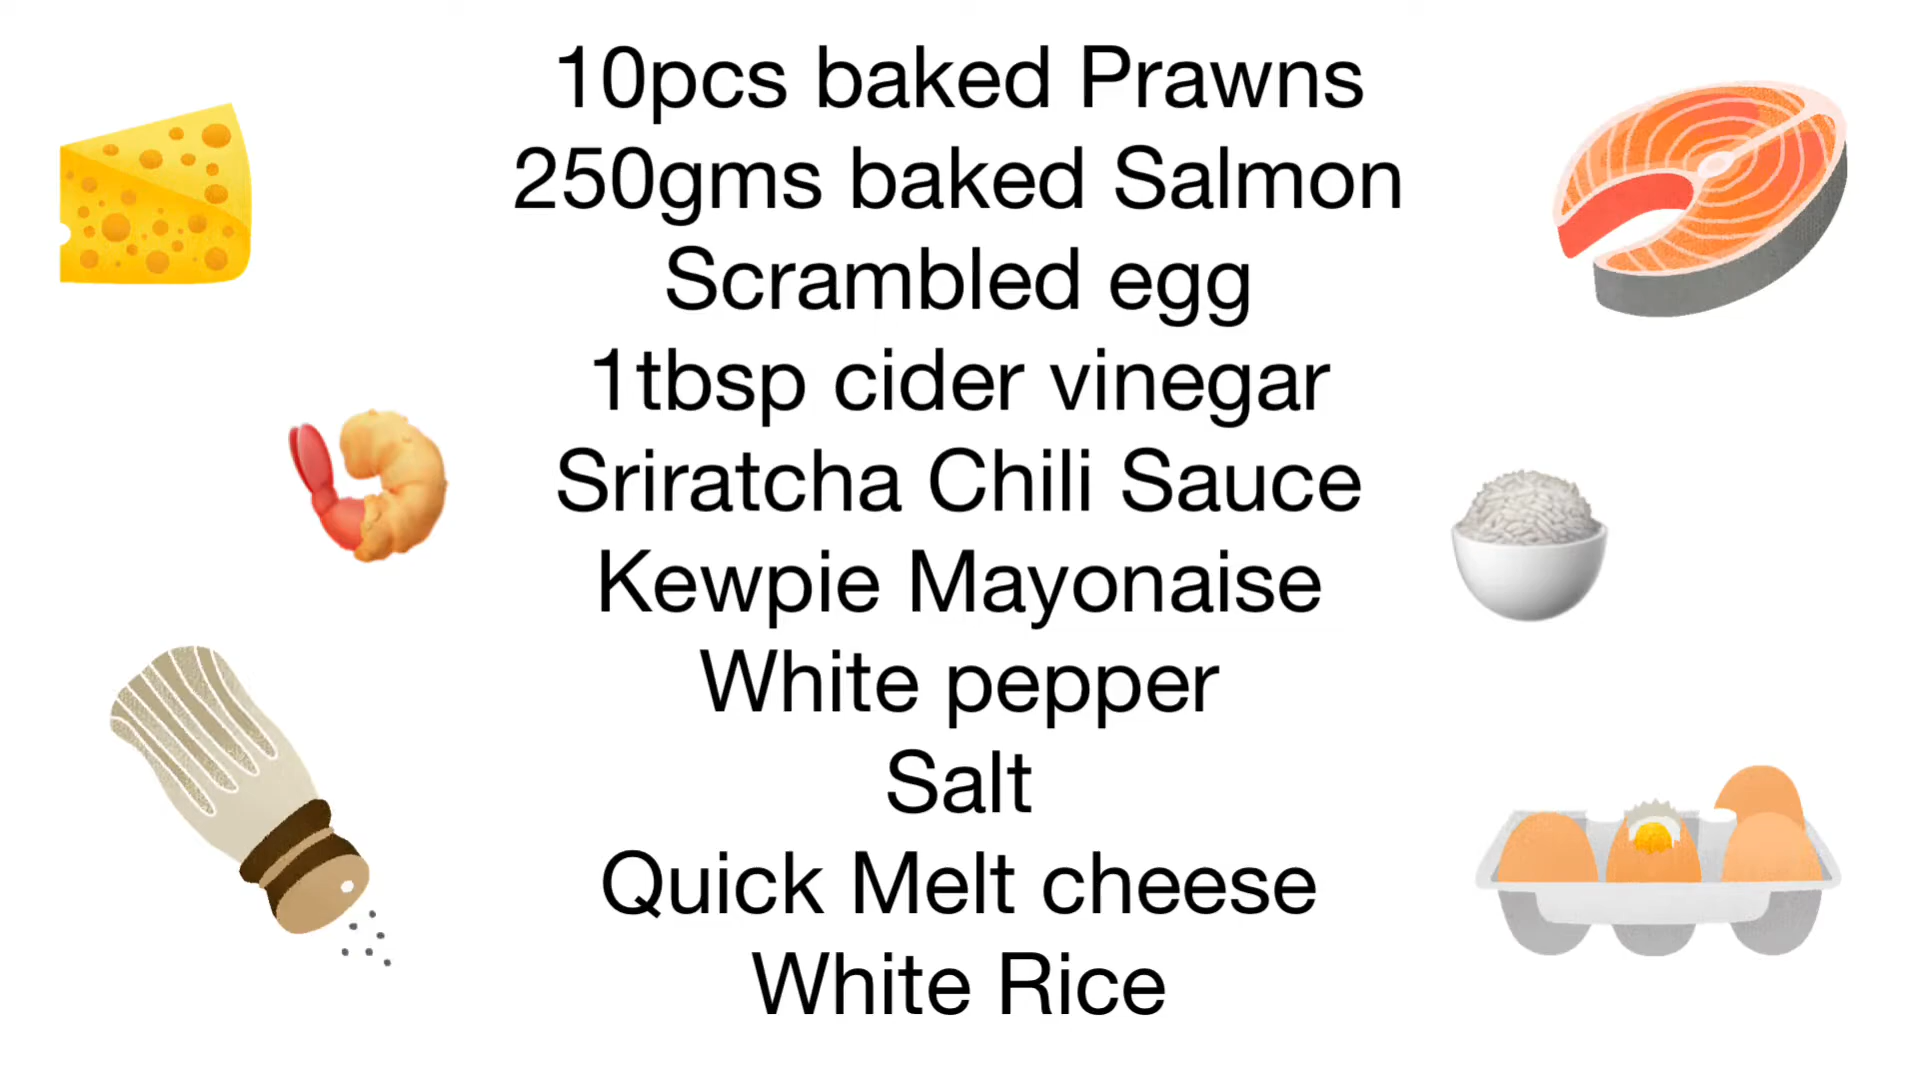 10pcs baked Prawns
250gms baked Salmon
Scrambled egg
1tbsp cider vinegar
Sriratcha Chili Sauce
Kewpie Mayonaise
White pepper
Salt
Quick Melt cheese
White Rice